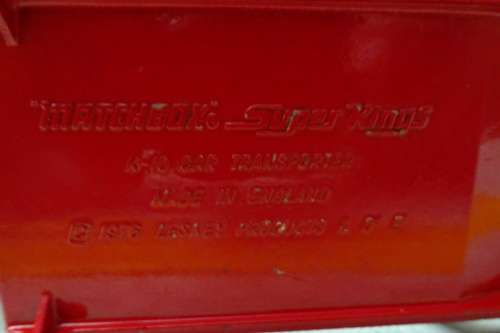 "MATCHBOX" Super Kings
K-10 CAR TRANSPORTER
MADE IN ENGLAND
© 1976 LESNEY PRODUCTS & Cº